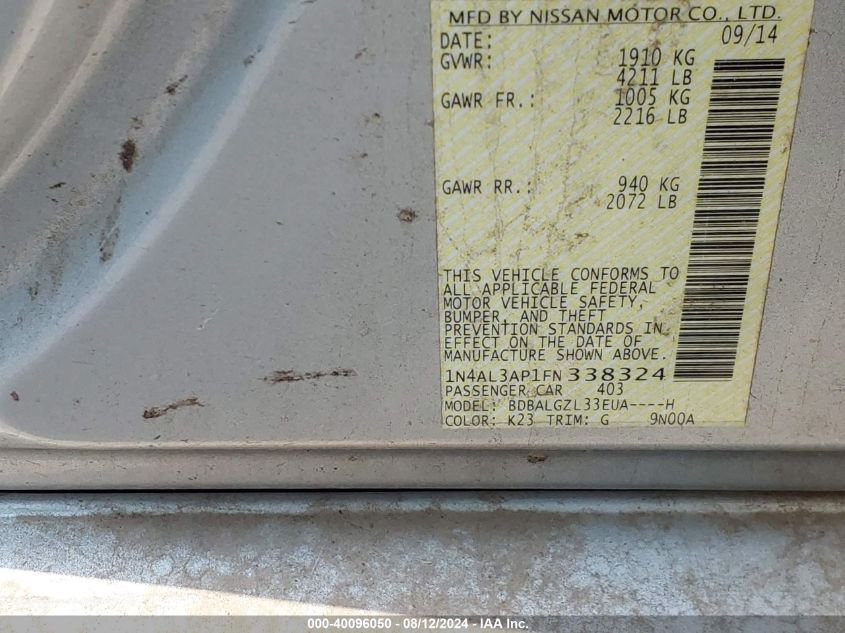 MFD BY NISSAN MOTOR CO., LTD.
DATE: 09/14
GVWR: 1910 KG
4211 LB
GAWR FR.: 1005 KG
2216 LB
GAWR RR.: 940 KG
2072 LB
THIS VEHICLE CONFORMS TO
ALL APPLICABLE FEDERAL
MOTOR VEHICLE SAFETY,
BUMPER, AND THEFT
PREVENTION STANDARDS IN
EFFECT ON THE DATE OF
MANUFACTURE SHOWN ABOVE.
1N4AL3AP1FN 338324
PASSENGER CAR 403
MODEL: BDBALGZL33EUA----H
COLOR: K23 TRIM: G 9N00A
000-40096050 - 08/12/2024 - IAA Inc.